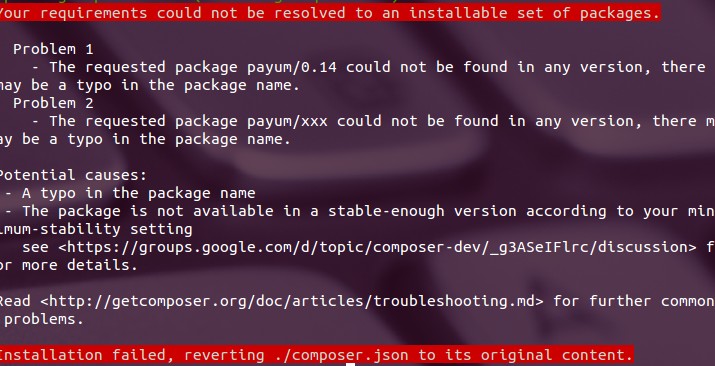 Your requirements could not be resolved to an installable set of packages.
Problem 1
- The requested package payum/0.14 could not be found in any version, there
may be a typo in the package name.
Problem 2
- The requested package payum/xxx could not be found in any version, there m
ay be a typo in the package name.
Potential causes:
- A typo in the package name
- The package is not available in a stable-enough version according to your min
imum-stability setting
see <https://groups.google.com/d/topic/composer-dev/_g3ASeIFlrc/discussion> f
or more details.
Read <http://getcomposer.org/doc/articles/troubleshooting.md> for further common
problems.
Installation failed, reverting ./composer.json to its original content.